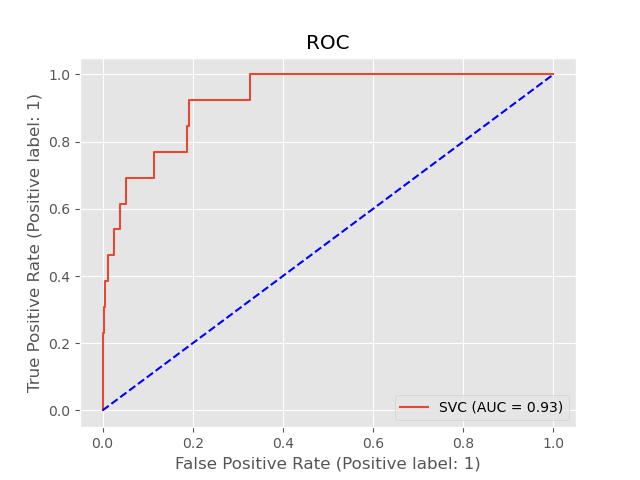 ROC
True Positive Rate (Positive label: 1)
1.0
0.8
0.6
0.4
0.2
0.0
SVC (AUC = 0.93)
0.0 0.2 0.4 0.6 0.8 1.0
False Positive Rate (Positive label: 1)